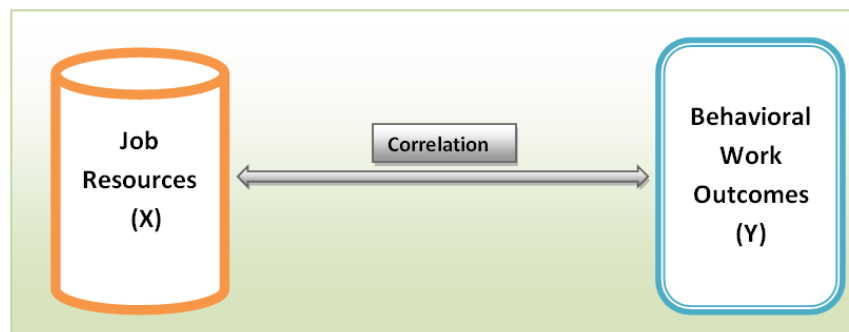 Job
Resources
(X)
Correlation
Behavioral
Work
Outcomes
(Y)